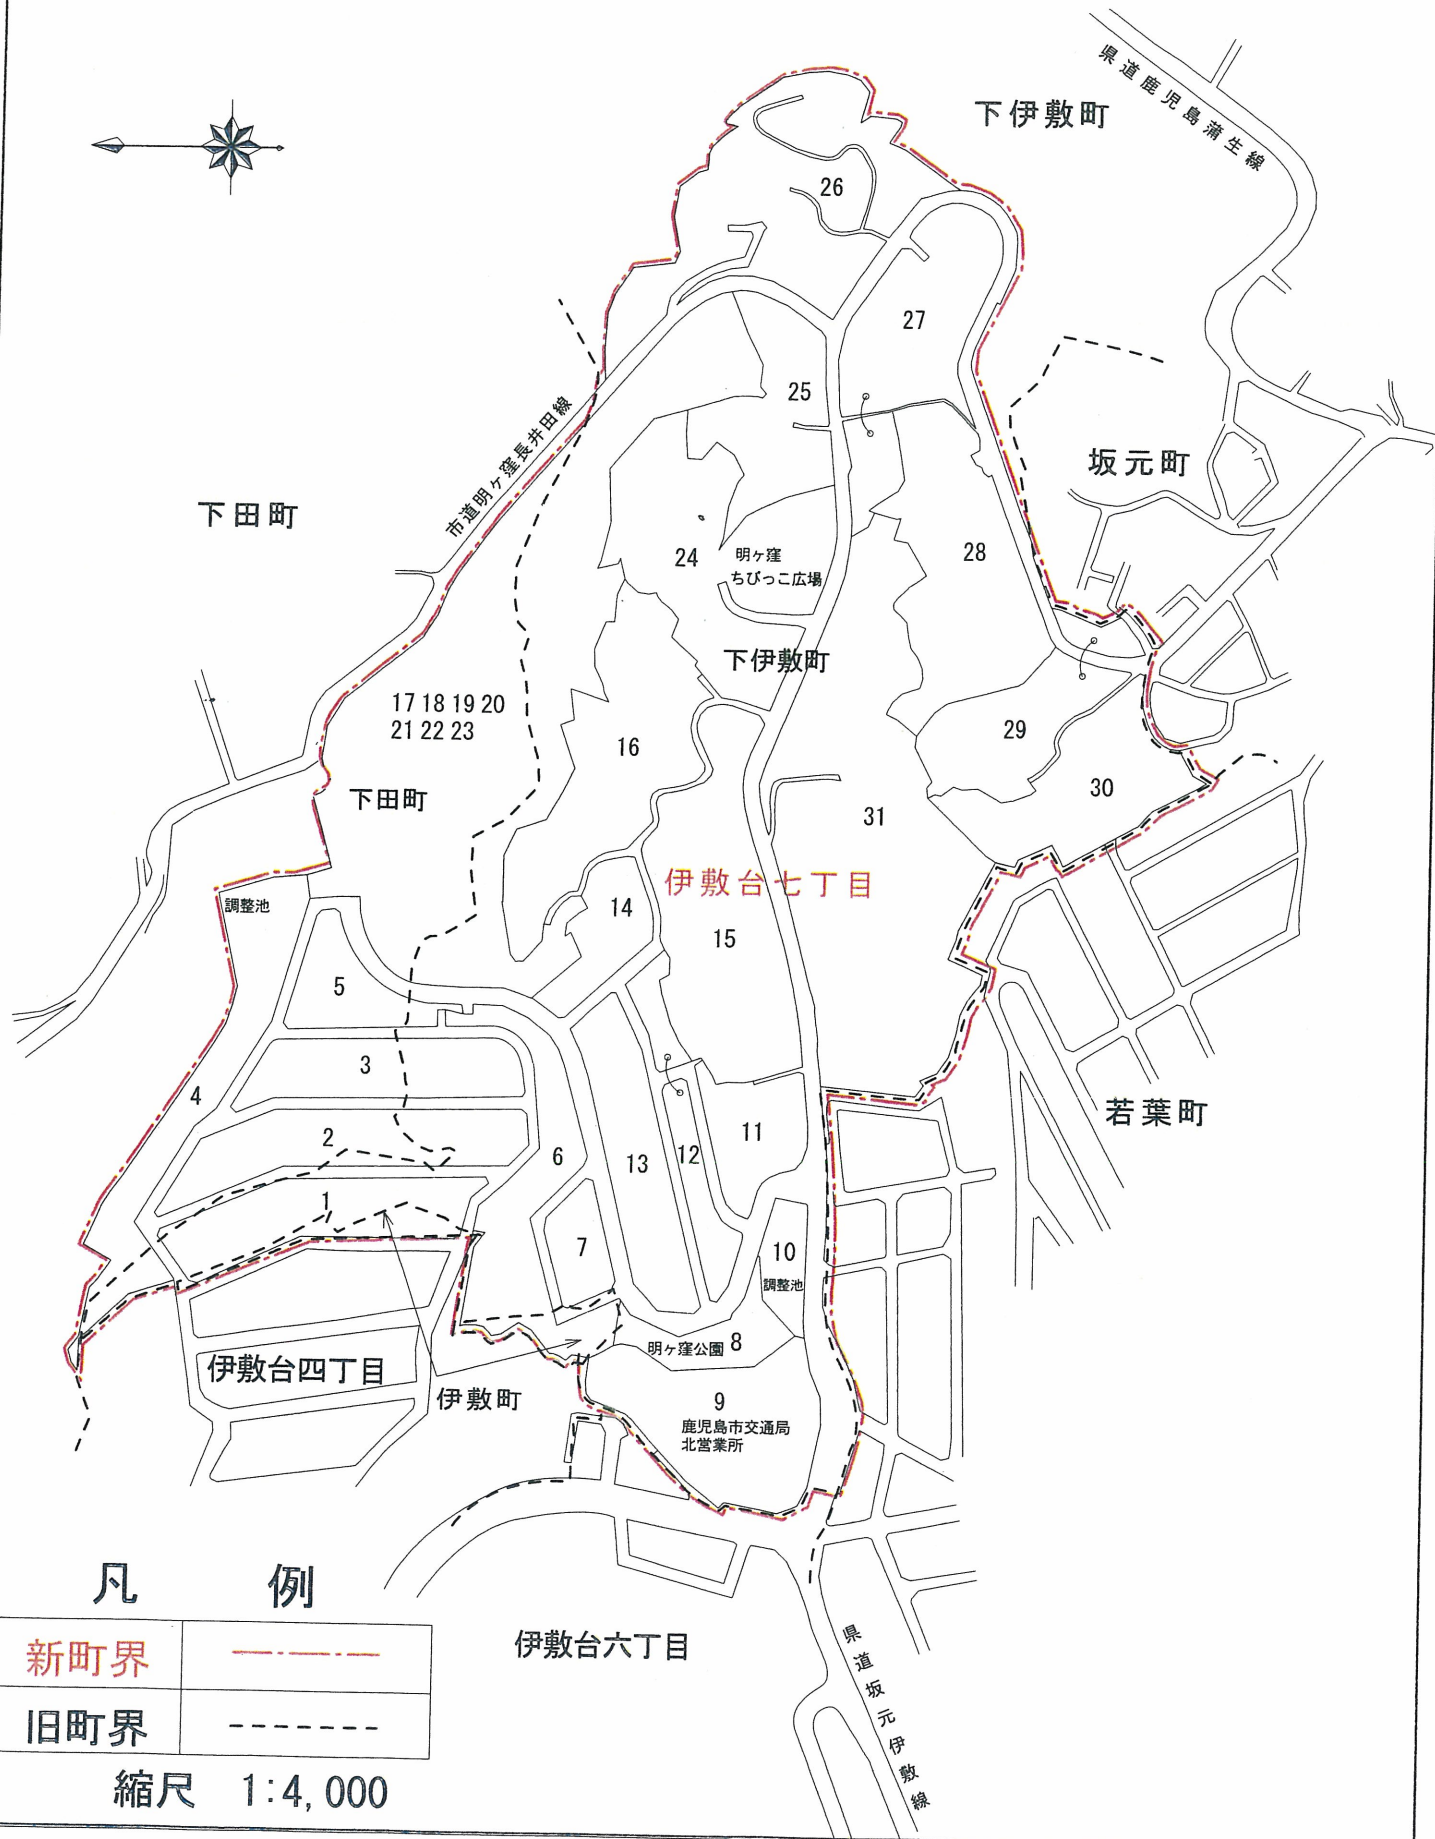 県道鹿児島蒲生線
下伊敷町
26
27
25
坂元町
市道明ヶ窪長井田線
下田町
24
明ヶ窪
ちびっこ広場
28
下伊敷町
17 18 19 20
21 22 23
16
29
下田町
30
31
伊敷台七丁目
調整池
14
15
5
3
4
若葉町
2
6
13
12
11
1
7
10
調整池
明ヶ窪公園 8
伊敷台四丁目
伊敷町
9
鹿児島市交通局
北営業所
凡 例
新町界
旧町界
伊敷台六丁目
県道坂元伊敷線
縮尺 1:4,000